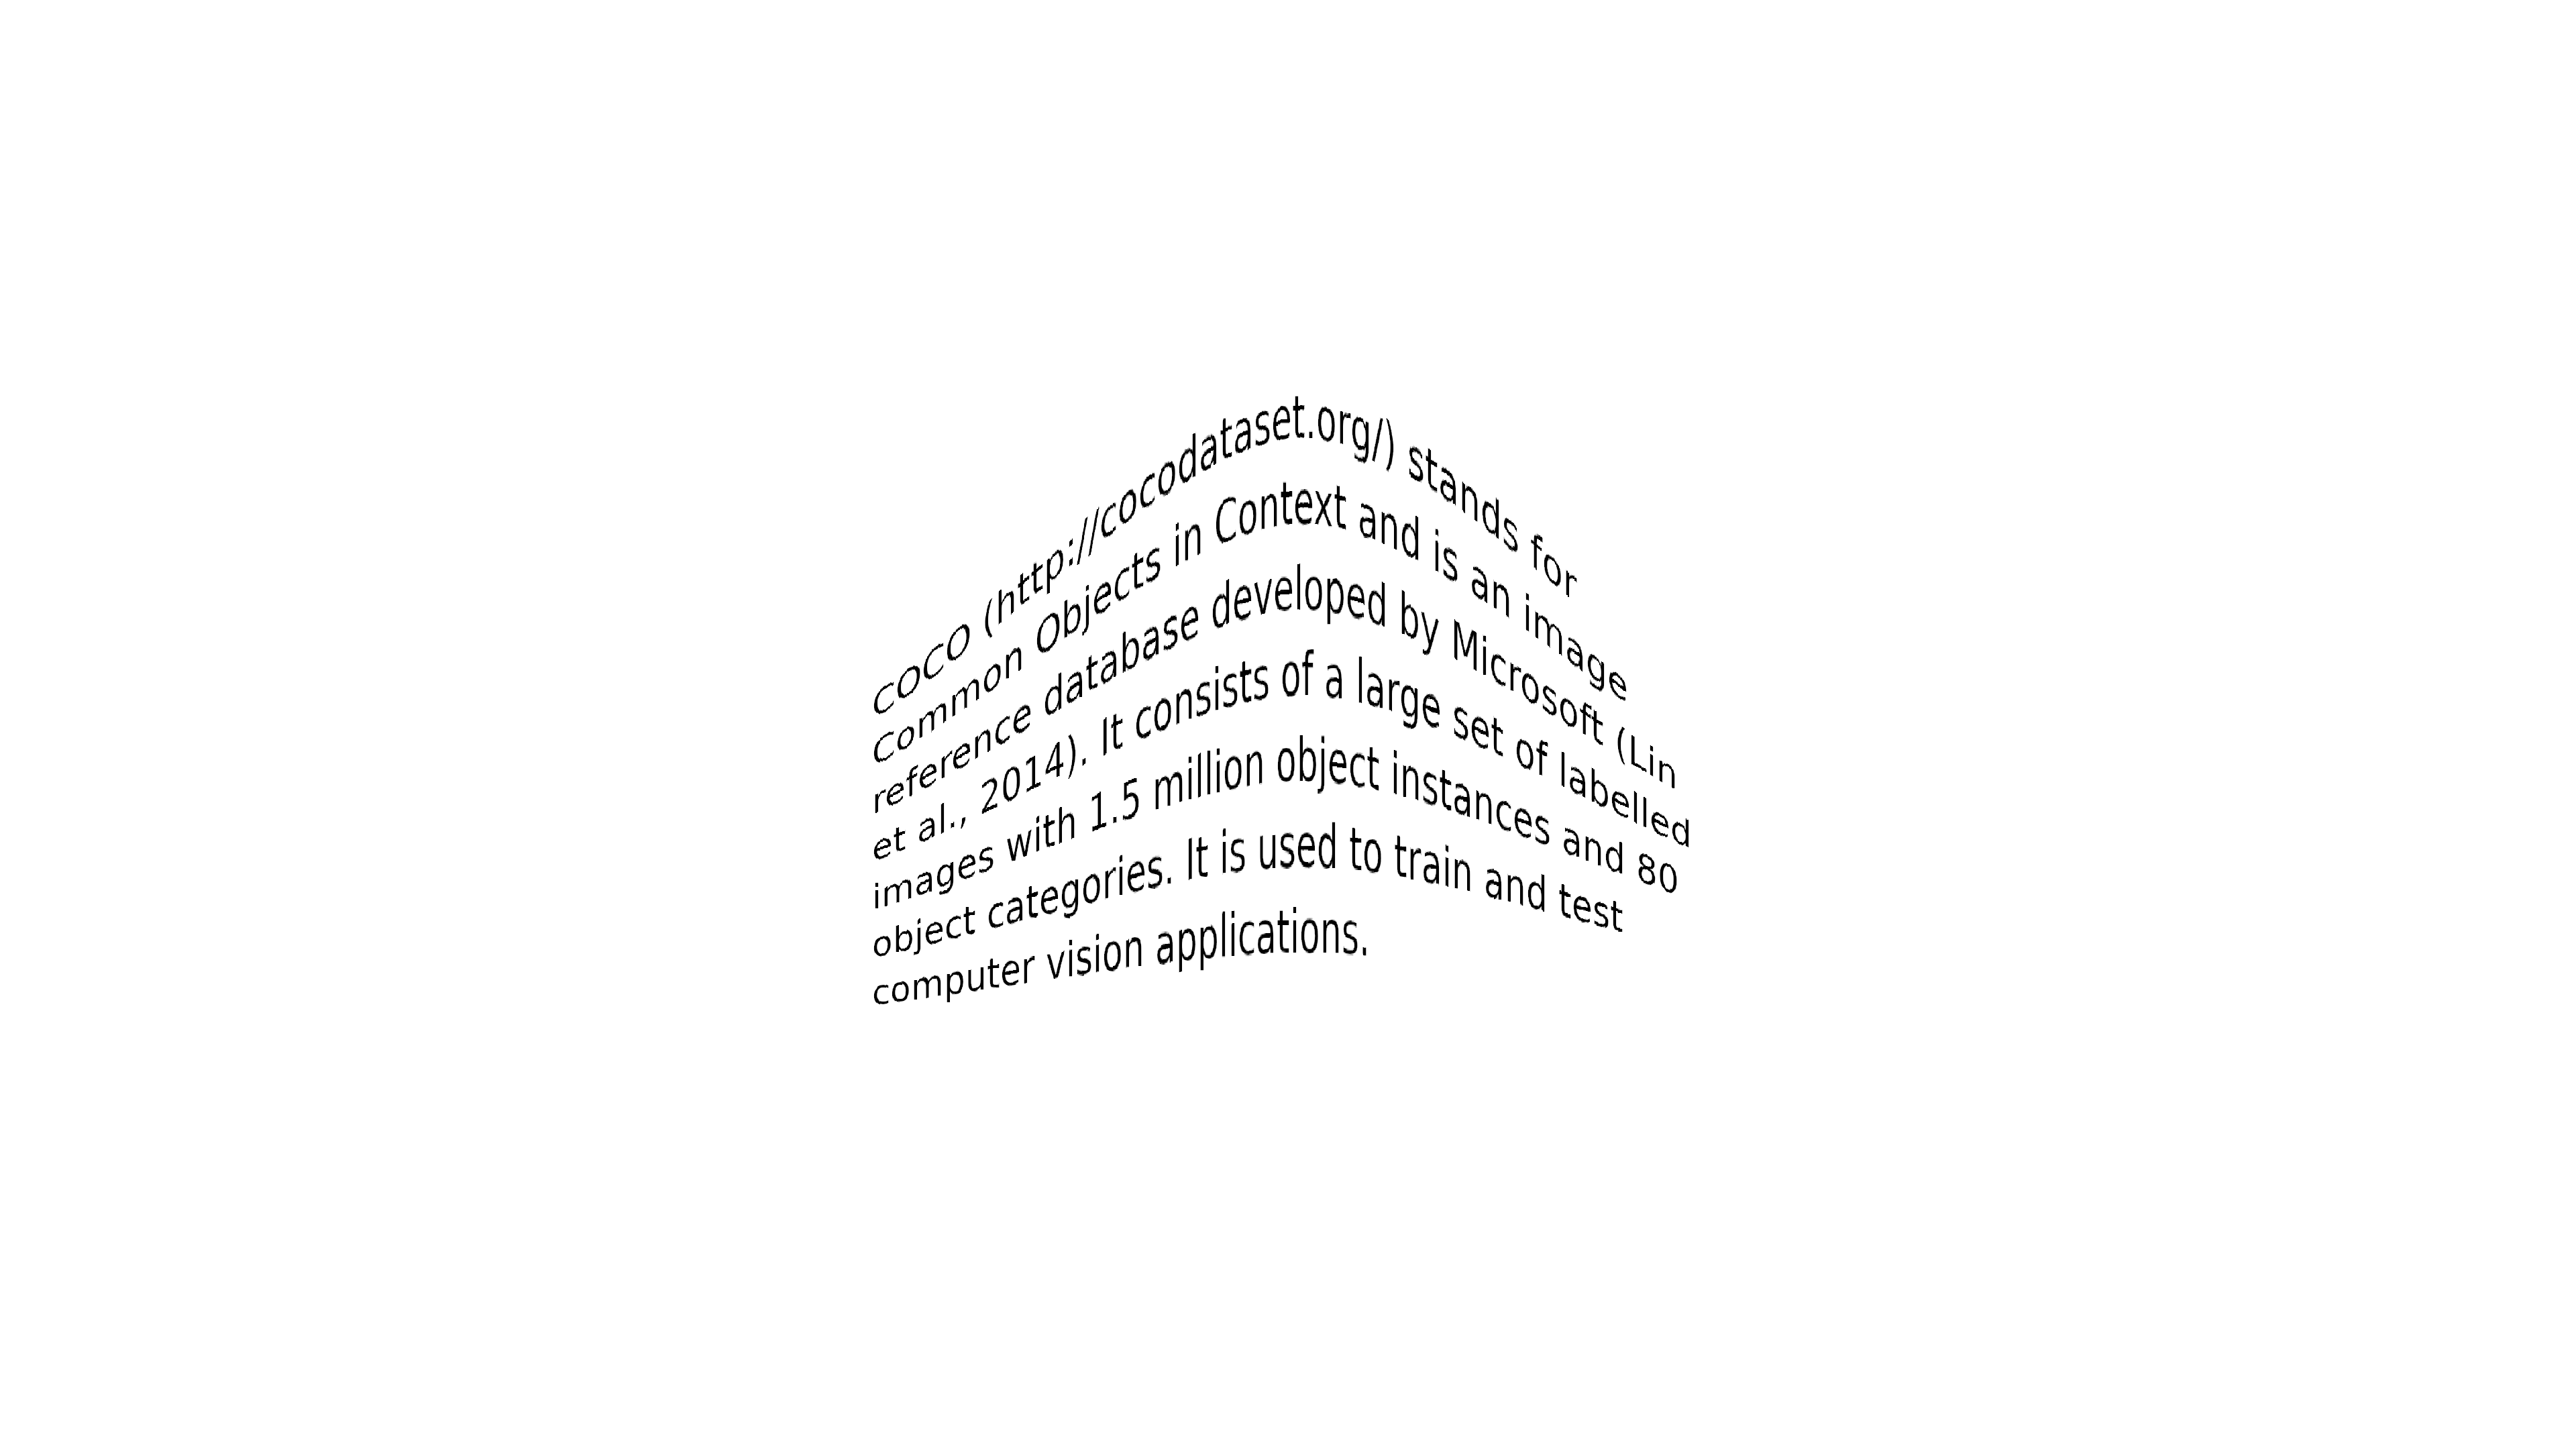 COCO (http://cocodataset.org/) stands for
Common Objects in Context and is an image
reference database developed by Microsoft (Lin
et al., 2014). It consists of a large set of labelled
images with 1.5 million object instances and 80
object categories. It is used to train and test
computer vision applications.